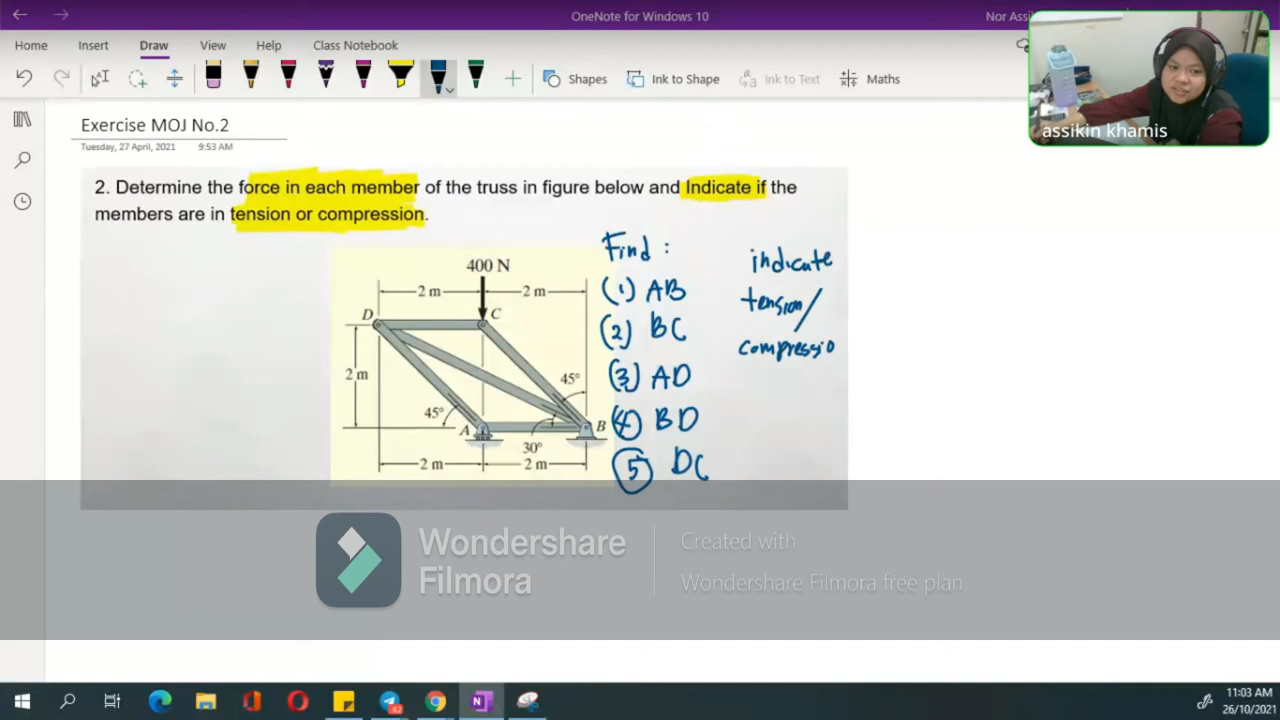 OneNote for Windows 10
Nor Assi
Home Insert Draw View Help Class Notebook
Shapes Ink to Shape Ink to Text Maths
assikin khamis
Exercise MOJ No.2
Tuesday, 27 April, 2021 9:53 AM
2. Determine the force in each member of the truss in figure below and Indicate if the
members are in tension or compression.
400 N
2 m 2 m
D C
2 m
45°
45°
A B
30°
2 m 2 m
Find :
(1) AB
(2) BC
(3) AD
(4) BD
(5) DC
indicate
tension/
compressio
Wondershare
Filmora
Created with
Wondershare Filmora free plan
82
N
11:03 AM
26/10/2021